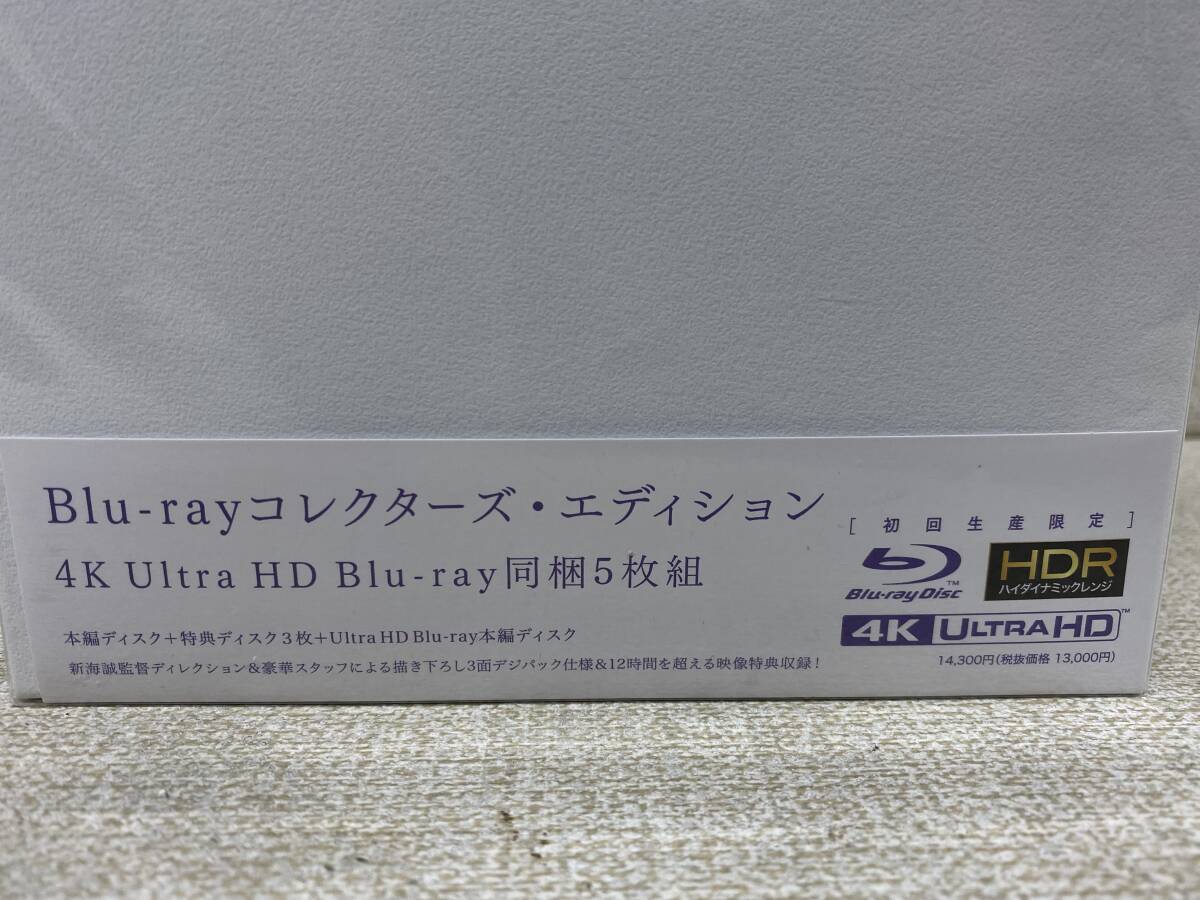 Blu-rayコレクターズ・エディション
[初回生産限定]
4K Ultra HD Blu-ray同梱5枚組
Blu-ray Disc™
HDR
ハイダイナミックレンジ
本編ディスク+特典ディスク3枚+Ultra HD Blu-ray本編ディスク
4K ULTRA HD™
新海誠監督ディレクション&豪華スタッフによる描き下ろし3面デジパック仕様&12時間を超える映像特典収録!
14,300円(税抜価格 13,000円)